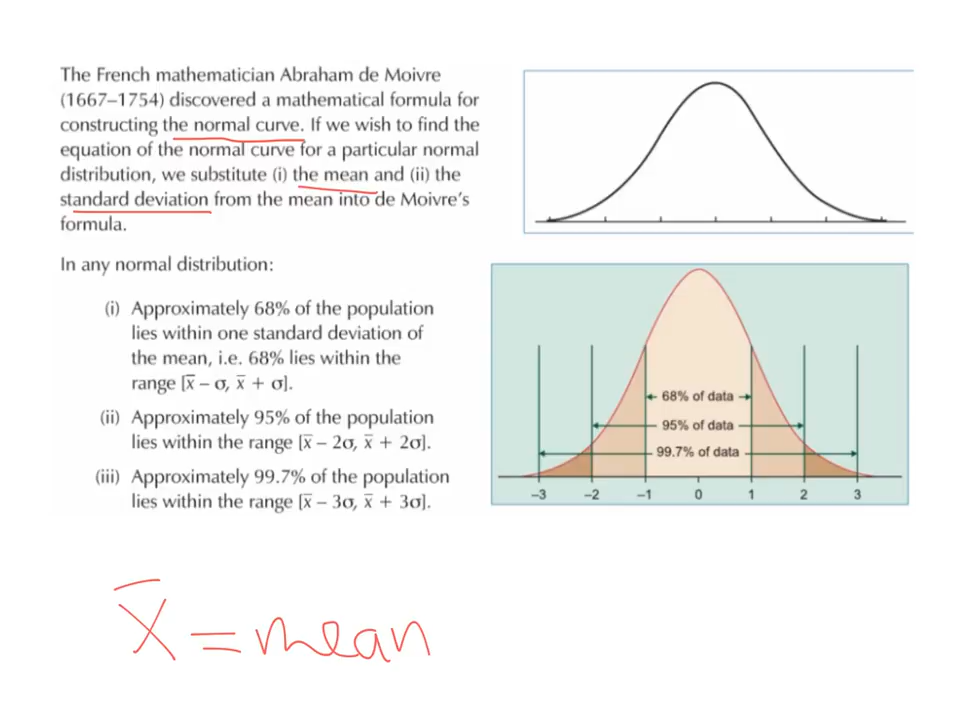 The French mathematician Abraham de Moivre
(1667–1754) discovered a mathematical formula for
constructing the normal curve. If we wish to find the
equation of the normal curve for a particular normal
distribution, we substitute (i) the mean and (ii) the
standard deviation from the mean into de Moivre's
formula.
In any normal distribution:
(i) Approximately 68% of the population
lies within one standard deviation of
the mean, i.e. 68% lies within the
range [x̅ – σ, x̅ + σ].
(ii) Approximately 95% of the population
lies within the range [x̅ – 2σ, x̅ + 2σ].
(iii) Approximately 99.7% of the population
lies within the range [x̅ – 3σ, x̅ + 3σ].
68% of data
95% of data
99.7% of data
–3 –2 –1 0 1 2 3
x̅ = mean